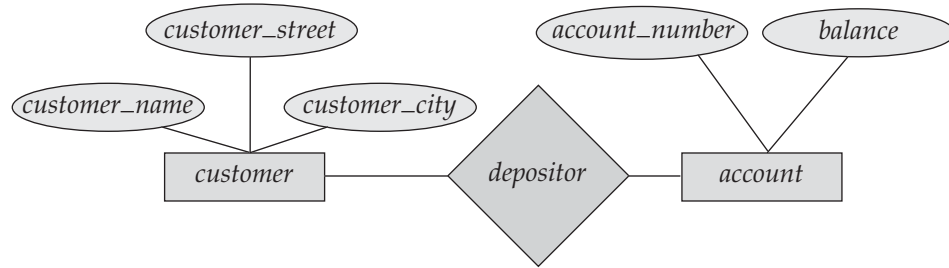 customer_street
account_number
balance
customer_name
customer_city
customer
depositor
account